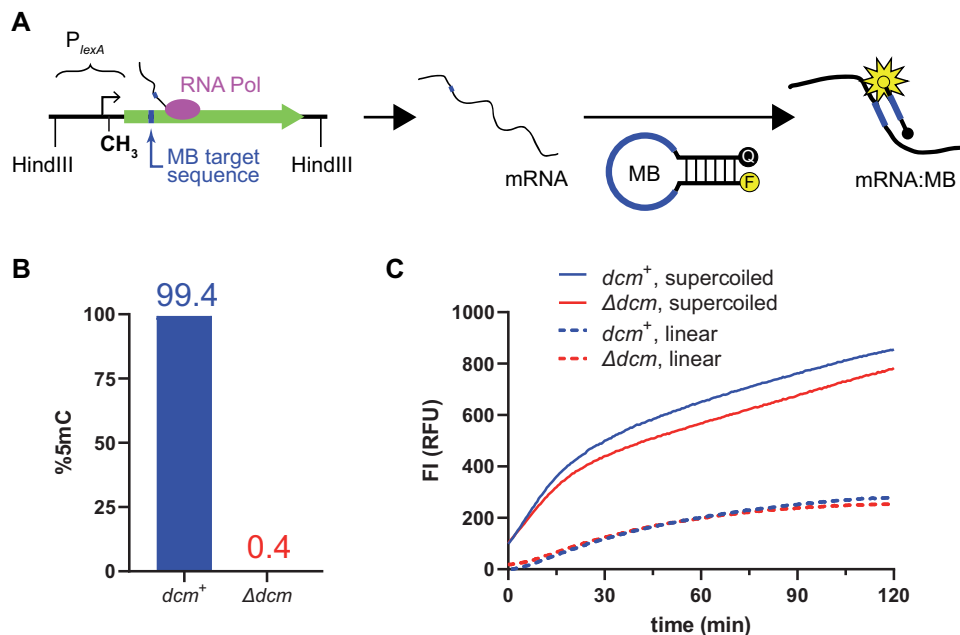 A
PlexA
RNA Pol
CH3
HindIII
MB target
sequence
HindIII
mRNA
MB
Q
F
mRNA:MB
B
99.4
100
75
50
25
0
%5mC
0.4
dcm+
Δdcm
C
dcm+, supercoiled
Δdcm, supercoiled
dcm+, linear
Δdcm, linear
1000
800
600
400
200
0
FI (RFU)
0
30
60
90
120
time (min)